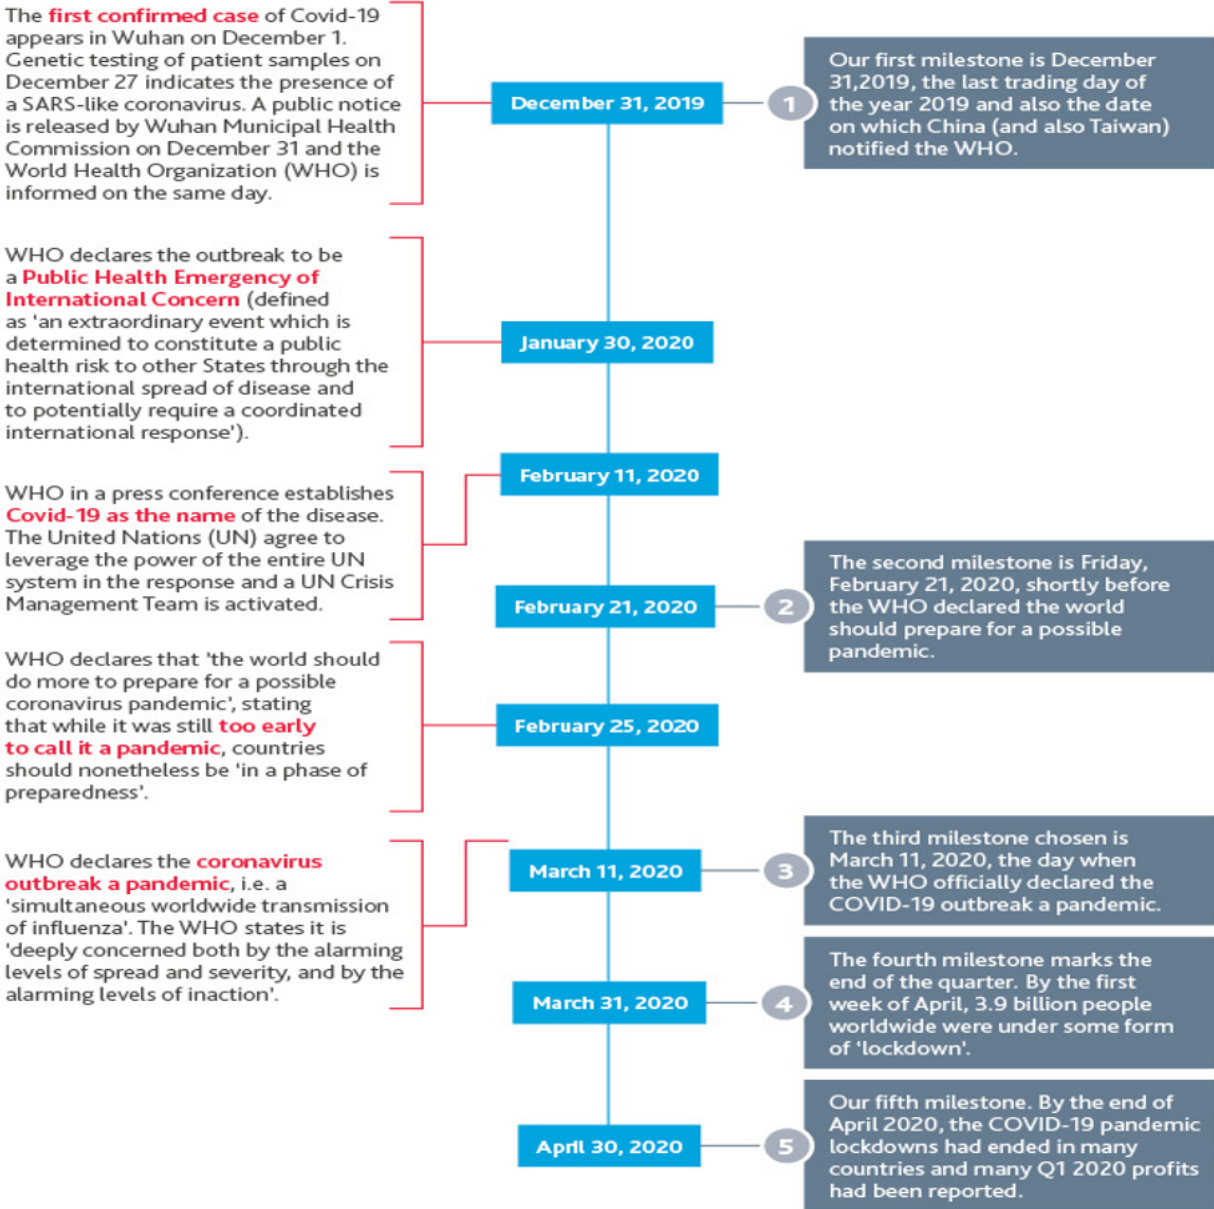 The first confirmed case of Covid-19
appears in Wuhan on December 1.
Genetic testing of patient samples on
December 27 indicates the presence of
a SARS-like coronavirus. A public notice
is released by Wuhan Municipal Health
Commission on December 31 and the
World Health Organization (WHO) is
informed on the same day.
December 31, 2019
1
Our first milestone is December
31,2019, the last trading day of
the year 2019 and also the date
on which China (and also Taiwan)
notified the WHO.
WHO declares the outbreak to be
a Public Health Emergency of
International Concern (defined
as 'an extraordinary event which is
determined to constitute a public
health risk to other States through the
international spread of disease and
to potentially require a coordinated
international response').
January 30, 2020
February 11, 2020
WHO in a press conference establishes
Covid-19 as the name of the disease.
The United Nations (UN) agree to
leverage the power of the entire UN
system in the response and a UN Crisis
Management Team is activated.
February 21, 2020
2
The second milestone is Friday,
February 21, 2020, shortly before
the WHO declared the world
should prepare for a possible
pandemic.
WHO declares that 'the world should
do more to prepare for a possible
coronavirus pandemic', stating
that while it was still too early
to call it a pandemic, countries
should nonetheless be 'in a phase of
preparedness'.
February 25, 2020
WHO declares the coronavirus
outbreak a pandemic, i.e. a
'simultaneous worldwide transmission
of influenza'. The WHO states it is
'deeply concerned both by the alarming
levels of spread and severity, and by the
alarming levels of inaction'.
March 11, 2020
3
The third milestone chosen is
March 11, 2020, the day when
the WHO officially declared the
COVID-19 outbreak a pandemic.
March 31, 2020
4
The fourth milestone marks the
end of the quarter. By the first
week of April, 3.9 billion people
worldwide were under some form
of 'lockdown'.
April 30, 2020
5
Our fifth milestone. By the end of
April 2020, the COVID-19 pandemic
lockdowns had ended in many
countries and many Q1 2020 profits
had been reported.